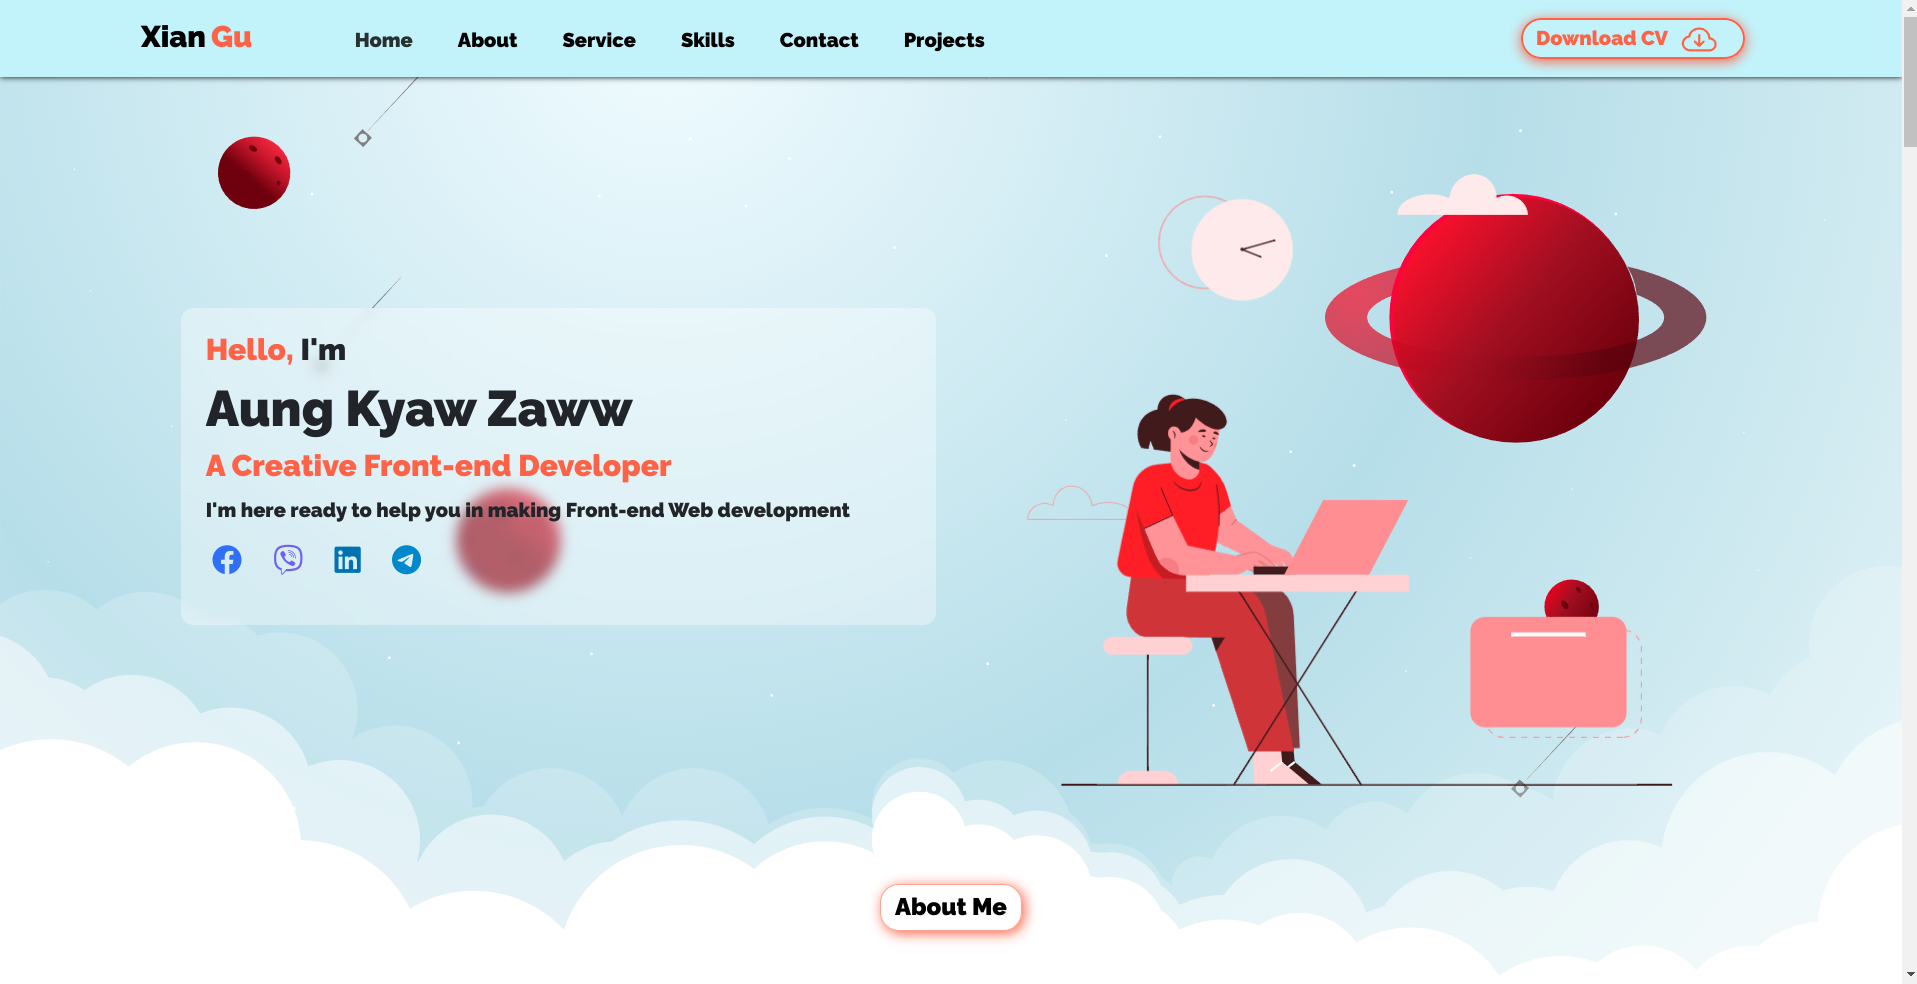 Xian Gu
Home About Service Skills Contact Projects
Download CV
Hello, I'm
Aung Kyaw Zaww
A Creative Front-end Developer
I'm here ready to help you in making Front-end Web development
in
About Me